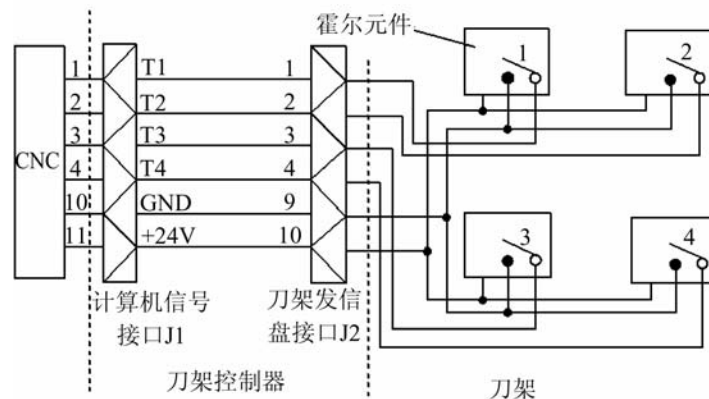 霍尔元件
1
2
CNC
1 T1 1
2 T2 2
3 T3 3
4 T4 4
10 GND 9
11 +24V 10
3
4
计算机信号
接口J1
刀架发信
盘接口J2
刀架控制器
刀架